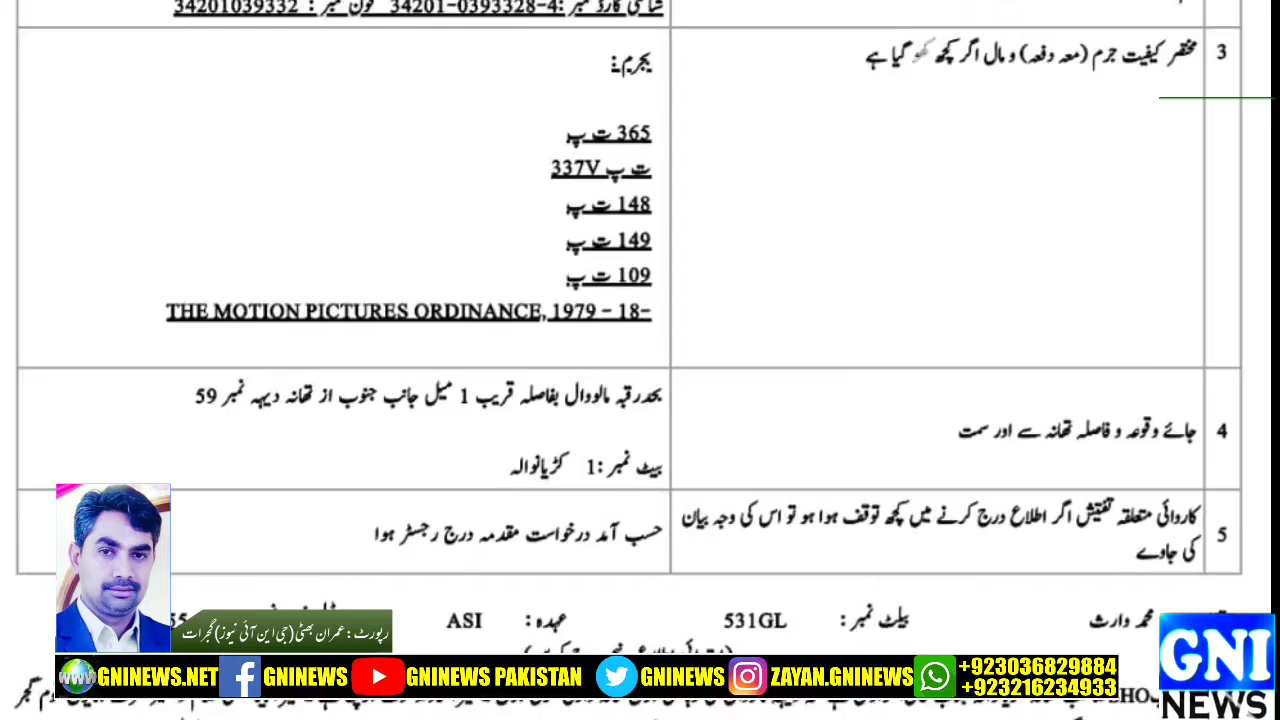 شناختی کارڈ نمبر :4-0393328-34201 فون نمبر : 34201039332
3
مختصر کیفیت جرم (معہ دفعہ) و مال اگر کچھ کھو گیا ہے
بجرم:
365 ت پ
337V ت پ
148 ت پ
149 ت پ
109 ت پ
THE MOTION PICTURES ORDINANCE, 1979 - 18-
4
جائے وقوعہ و فاصلہ تھانہ سے اور سمت
بحدرقبہ مالووال بفاصلہ قریب 1 میل جانب جنوب از تھانہ دیہہ نمبر 59
بیٹ نمبر :1 کڑیانوالہ
5
کاروائی متعلقہ تفتیش اگر اطلاع درج کرنے میں کچھ توقف ہوا ہو تو اس کی وجہ بیان
کی جاوے
حسب آمد درخواست مقدمہ درج رجسٹر ہوا
محمد وارث بیلٹ نمبر : 531GL عہدہ : ASI
رپورٹ : عمران بھٹی (جی این آئی نیوز) گجرات
www GNINEWS.NET GNINEWS GNINEWS PAKISTAN GNINEWS ZAYAN.GNINEWS +923036829884
+923216234933
GNI
NEWS